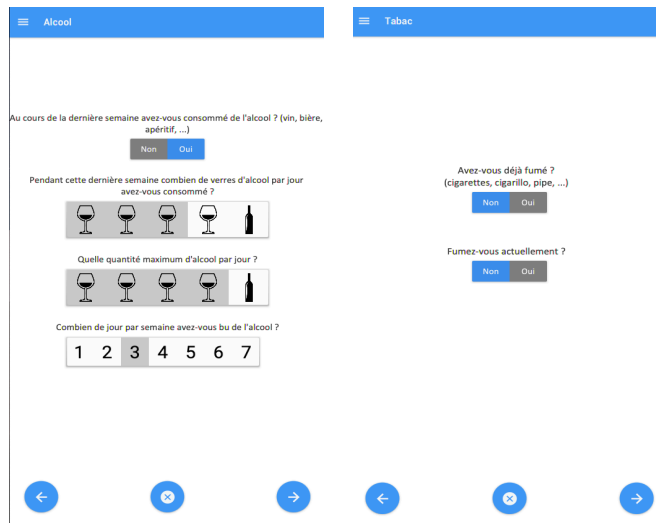 Alcool
Au cours de la dernière semaine avez-vous consommé de l'alcool ? (vin, bière,
apéritif, ...)
Non Oui
Pendant cette dernière semaine combien de verres d'alcool par jour
avez-vous consommé ?
Quelle quantité maximum d'alcool par jour ?
Combien de jour par semaine avez-vous bu de l'alcool ?
1 2 3 4 5 6 7
Tabac
Avez-vous déjà fumé ?
(cigarettes, cigarillo, pipe, ...)
Non Oui
Fumez-vous actuellement ?
Non Oui